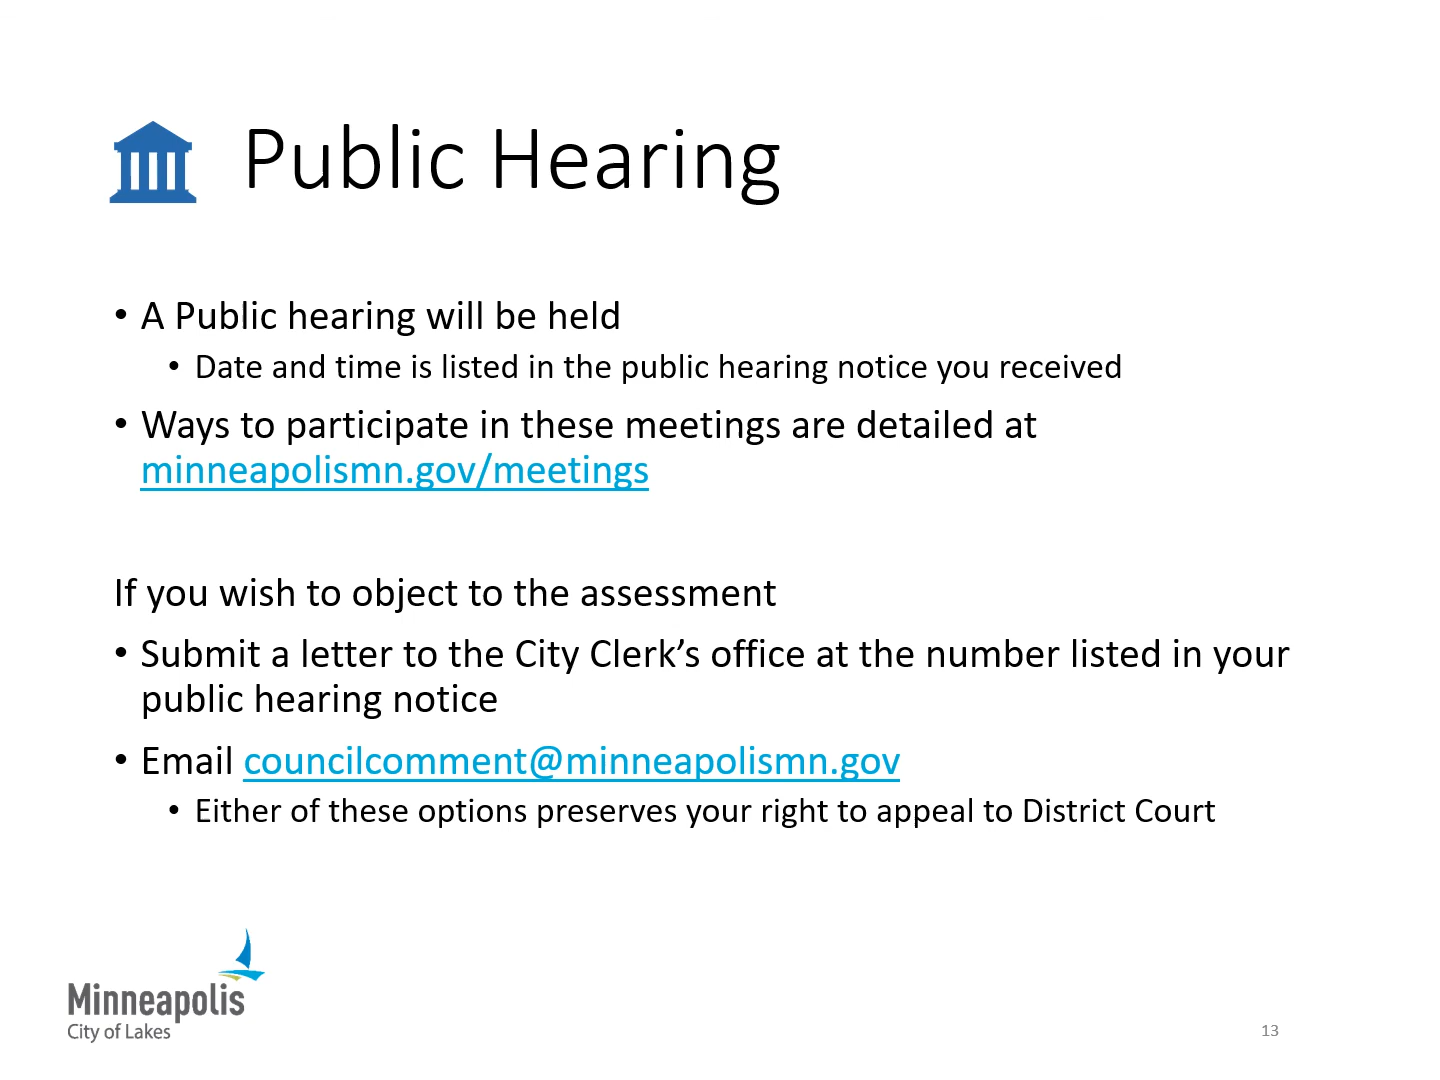 Public Hearing
• A Public hearing will be held
• Date and time is listed in the public hearing notice you received
• Ways to participate in these meetings are detailed at
minneapolismn.gov/meetings
If you wish to object to the assessment
• Submit a letter to the City Clerk’s office at the number listed in your
public hearing notice
• Email councilcomment@minneapolismn.gov
• Either of these options preserves your right to appeal to District Court
Minneapolis
City of Lakes
13